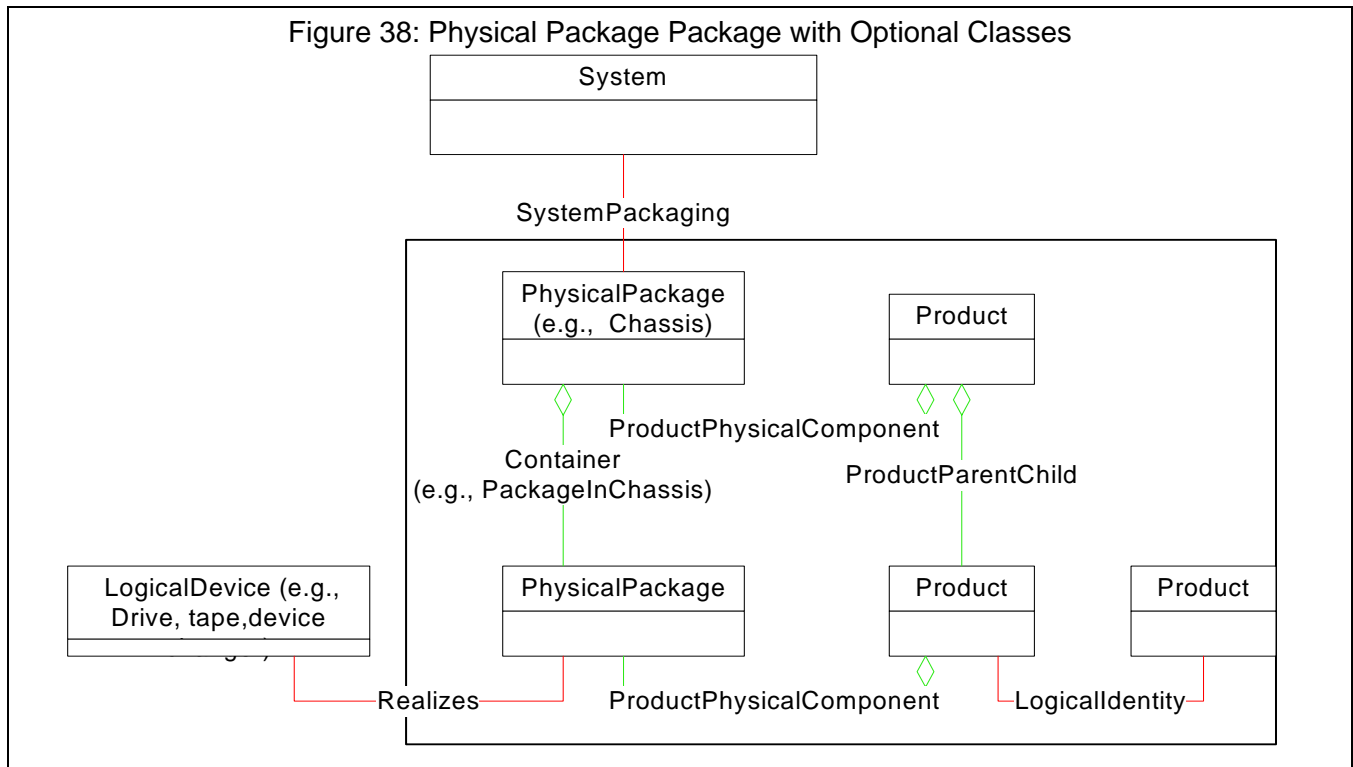 Figure 38: Physical Package Package with Optional Classes
System
SystemPackaging
PhysicalPackage
(e.g., Chassis)
Product
ProductPhysicalComponent
Container
(e.g., PackageInChassis)
ProductParentChild
LogicalDevice (e.g.,
Drive, tape,device
PhysicalPackage
Product
Product
Realizes
ProductPhysicalComponent
LogicalIdentity